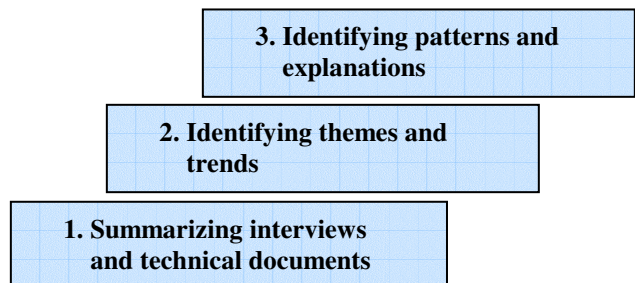 3. Identifying patterns and
explanations
2. Identifying themes and
trends
1. Summarizing interviews
and technical documents